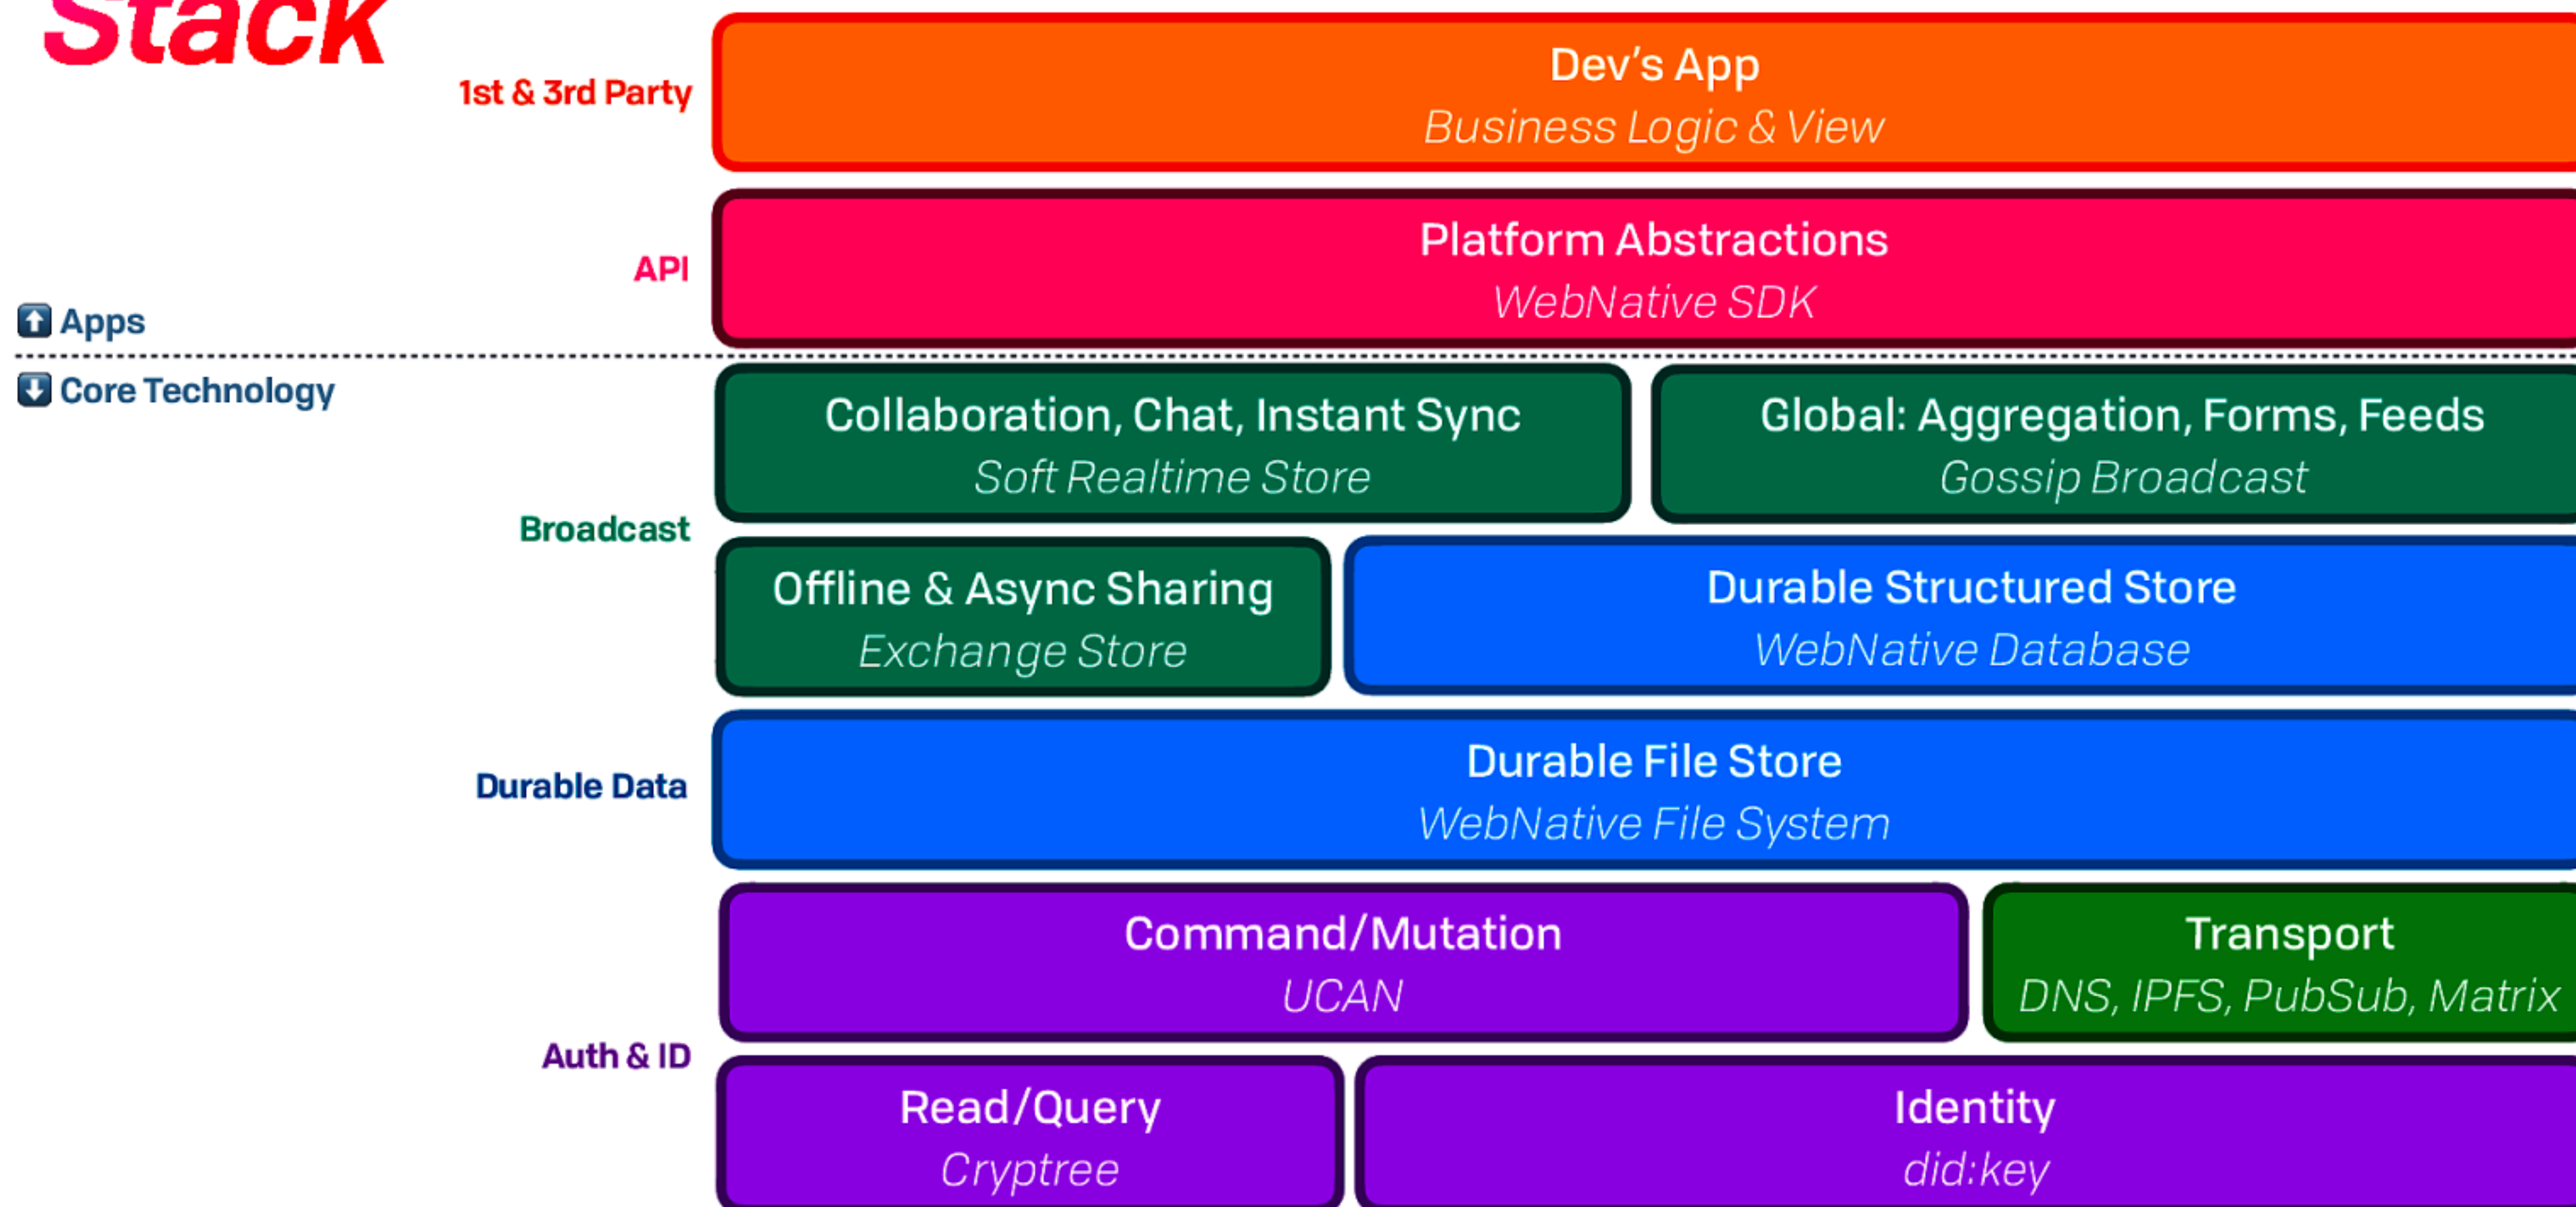 Stack
1st & 3rd Party
Dev’s App
Business Logic & View
API
Platform Abstractions
WebNative SDK
Apps
Core Technology
Broadcast
Collaboration, Chat, Instant Sync
Soft Realtime Store
Global: Aggregation, Forms, Feeds
Gossip Broadcast
Offline & Async Sharing
Exchange Store
Durable Structured Store
WebNative Database
Durable Data
Durable File Store
WebNative File System
Auth & ID
Command/Mutation
UCAN
Transport
DNS, IPFS, PubSub, Matrix
Read/Query
Cryptree
Identity
did:key